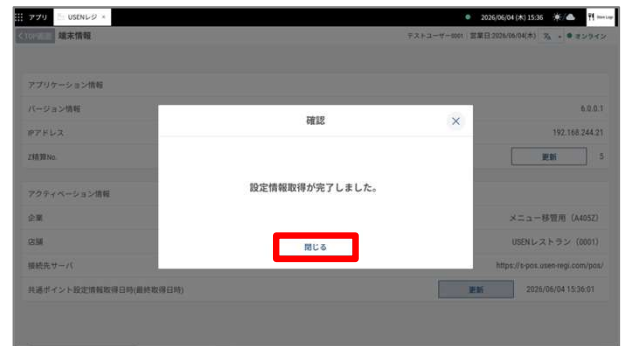 アプリ USENレジ × 2026/06/04 (木) 15:36
<TOP画面 端末情報 テストユーザー0001 営業日:2026/06/04(木) オンライン
アプリケーション情報
バージョン情報 6.0.0.1
IPアドレス 192.168.244.21
Z精算No. 更新 5
確認
×
設定情報取得が完了しました。
閉じる
アクティベーション情報
企業 メニュー移管用（A4052）
店舗 USENレストラン（0001）
接続先サーバ https://s-pos.usen-regi.com/pos/
共通ポイント設定情報取得日時(最終取得日時) 更新 2026/06/04 15:36:01